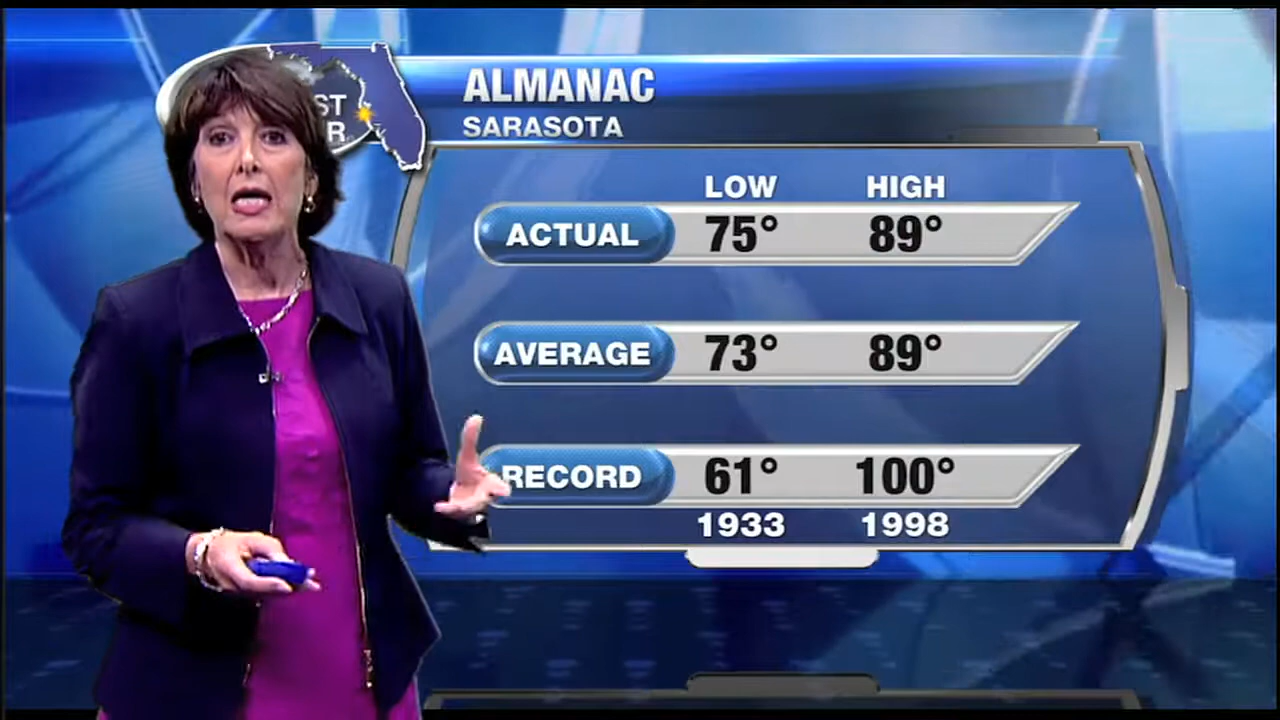 ALMANAC
SARASOTA
LOW HIGH
ACTUAL 75° 89°
AVERAGE 73° 89°
RECORD 61° 100°
1933 1998